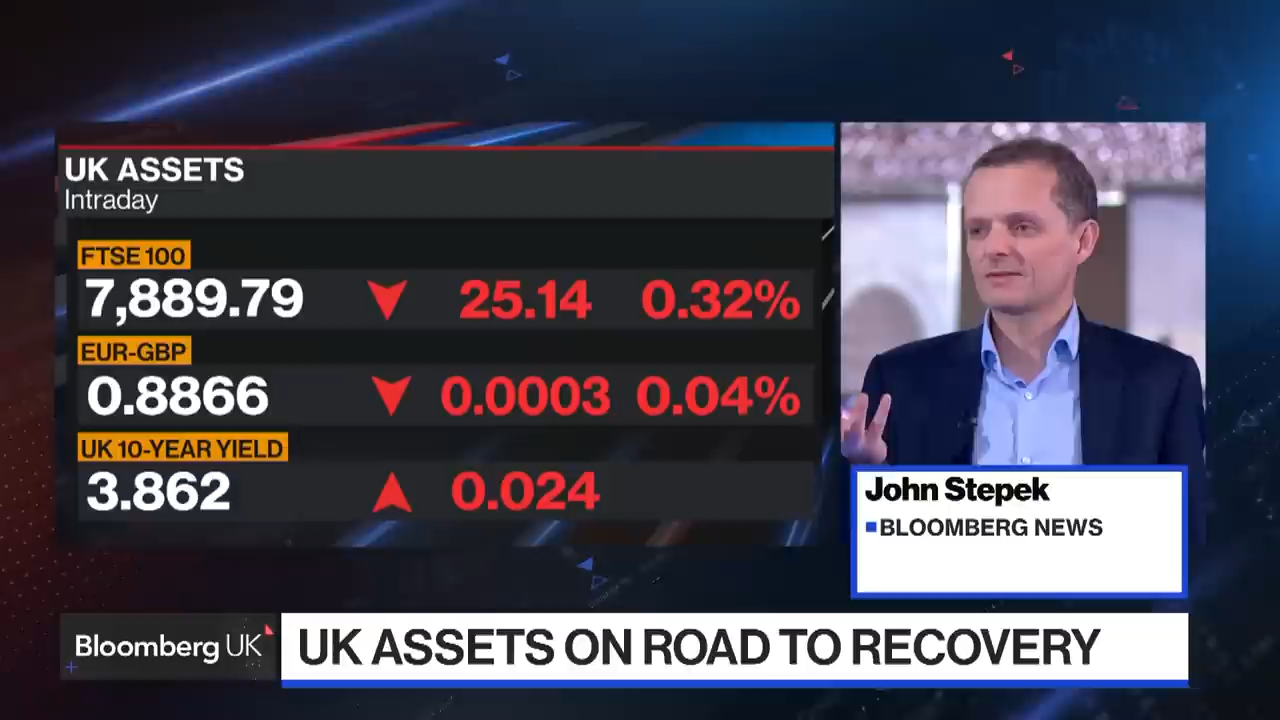 UK ASSETS
Intraday
FTSE 100
7,889.79 ▼ 25.14 0.32%
EUR-GBP
0.8866 ▼ 0.0003 0.04%
UK 10-YEAR YIELD
3.862 ▲ 0.024
John Stepek
BLOOMBERG NEWS
Bloomberg UK
UK ASSETS ON ROAD TO RECOVERY